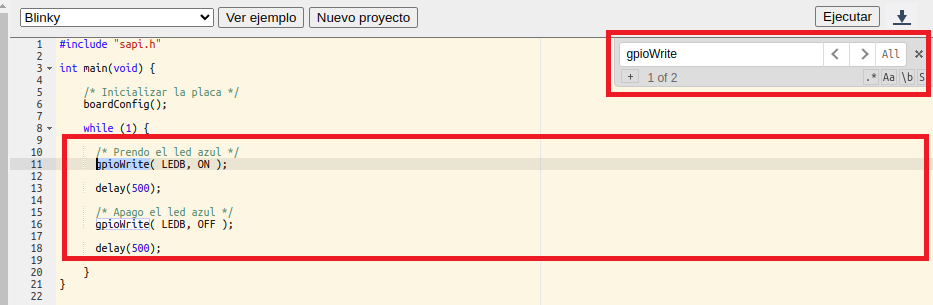 Blinky Ver ejemplo Nuevo proyecto Ejecutar
gpioWrite All
+ 1 of 2 .* Aa \b S
1 #include "sapi.h"
2
3 int main(void) {
4
5 /* Inicializar la placa */
6 boardConfig();
7
8 while (1) {
9
10 /* Prendo el led azul */
11 gpioWrite( LEDB, ON );
12
13 delay(500);
14
15 /* Apago el led azul */
16 gpioWrite( LEDB, OFF );
17
18 delay(500);
19
20 }
21 }
22